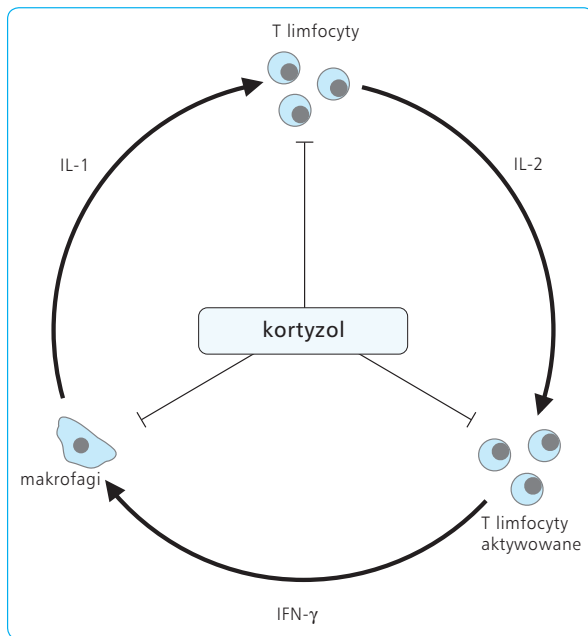 T limfocyty
IL-1
IL-2
kortyzol
makrofagi
T limfocyty
aktywowane
IFN-γ